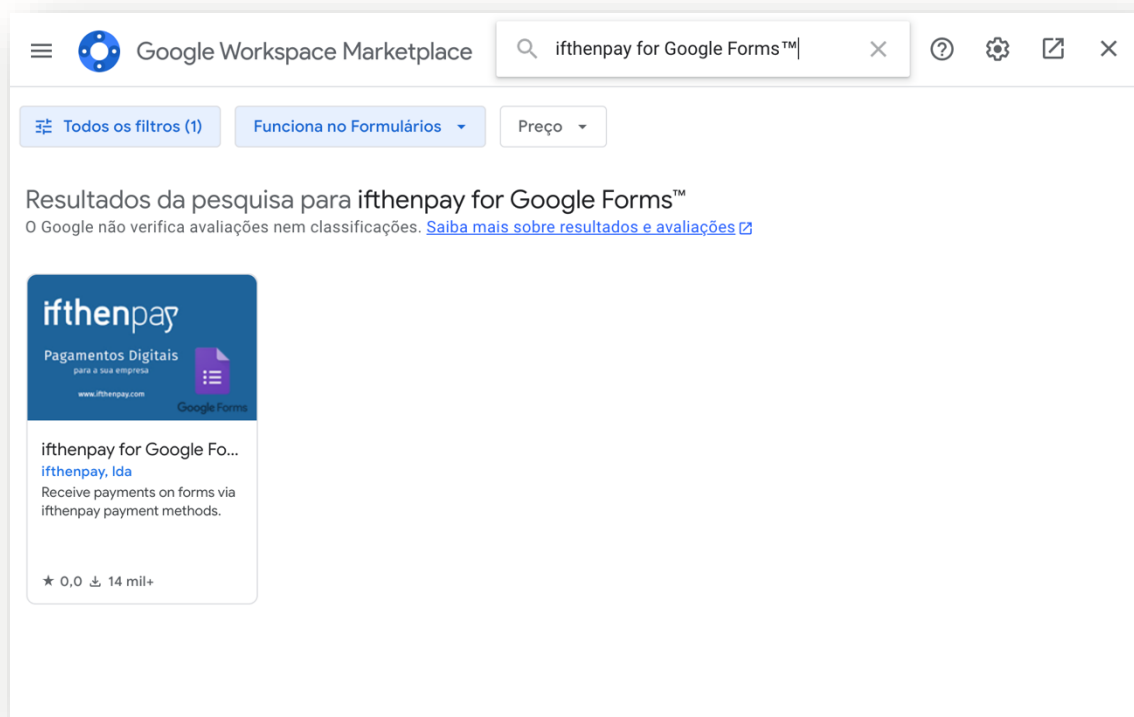 Google Workspace Marketplace
ifthenpay for Google Forms™
Todos os filtros (1)
Funciona no Formulários
Preço
Resultados da pesquisa para ifthenpay for Google Forms™
O Google não verifica avaliações nem classificações. Saiba mais sobre resultados e avaliações
ifthenpay
Pagamentos Digitais
para a sua empresa
www.ifthenpay.com
Google Forms
ifthenpay for Google Fo...
ifthenpay, lda
Receive payments on forms via
ifthenpay payment methods.
★ 0,0 14 mil+